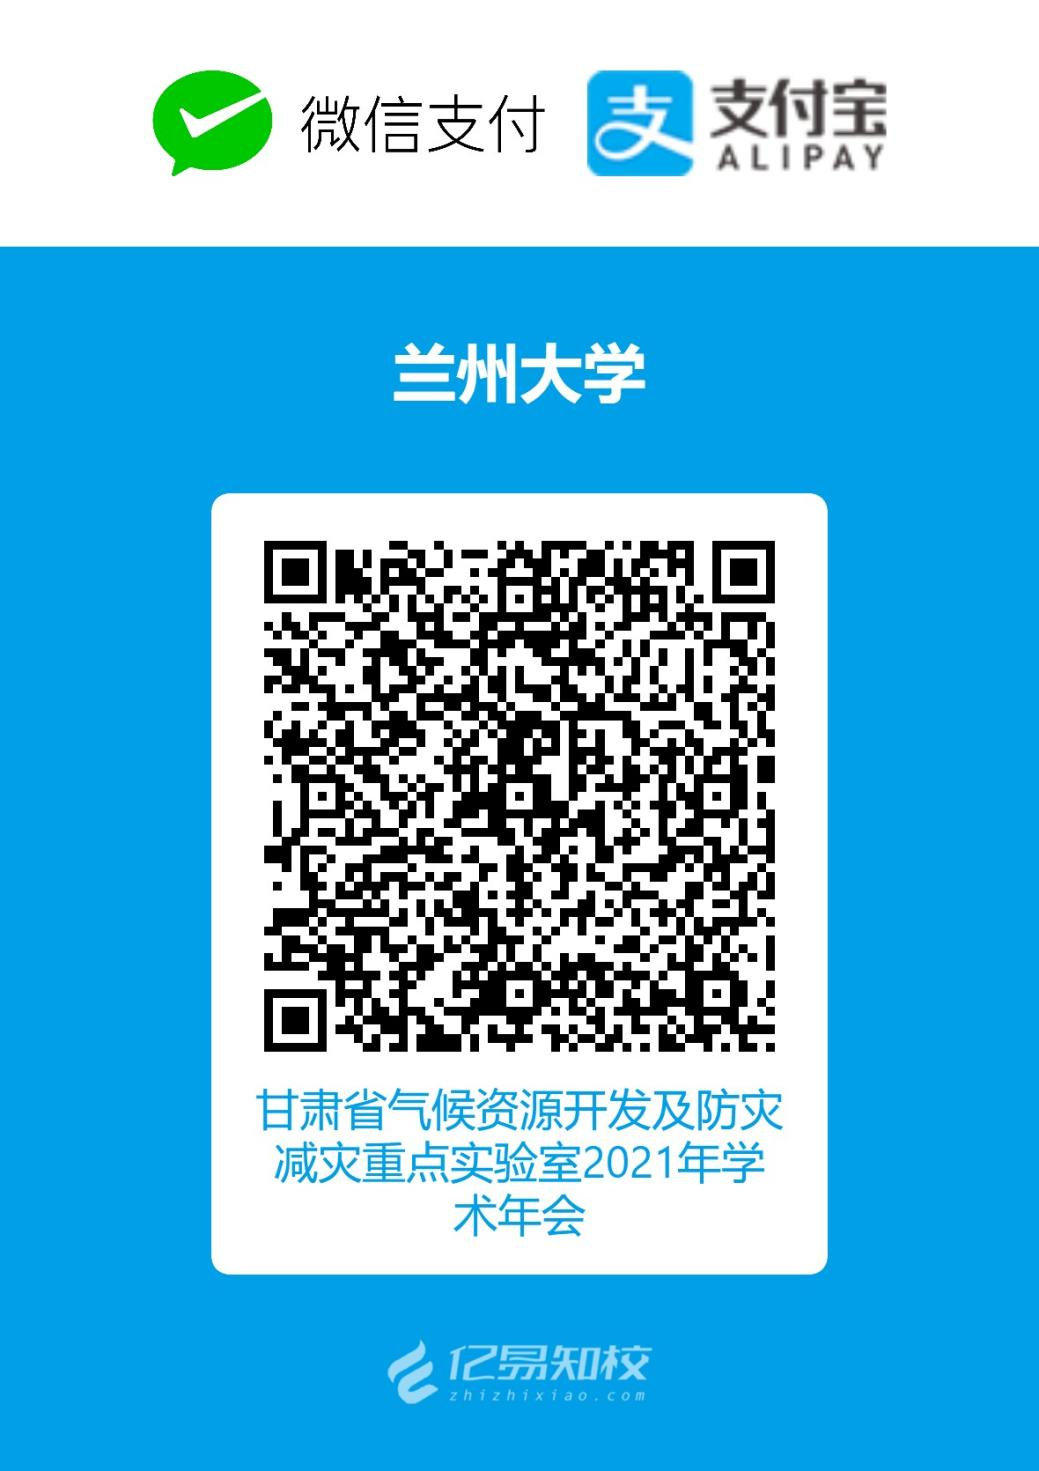 微信支付
支付宝
ALIPAY
兰州大学
甘肃省气候资源开发及防灾
减灾重点实验室2021年学
术年会
亿易知校
zhizhixiao.com